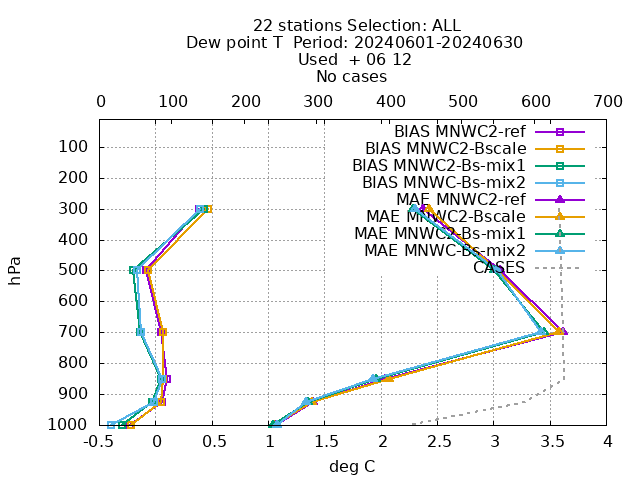 22 stations Selection: ALL
Dew point T  Period: 20240601-20240630
Used  + 06 12
No cases
0 100 200 300 400 500 600 700
BIAS MNWC2-ref
BIAS MNWC2-Bscale
BIAS MNWC2-Bs-mix1
BIAS MNWC-Bs-mix2
MAE MNWC2-ref
MAE MNWC2-Bscale
MAE MNWC2-Bs-mix1
MAE MNWC-Bs-mix2
CASES
100
200
300
400
500
600
700
800
900
1000
hPa
-0.5 0 0.5 1 1.5 2 2.5 3 3.5 4
deg C